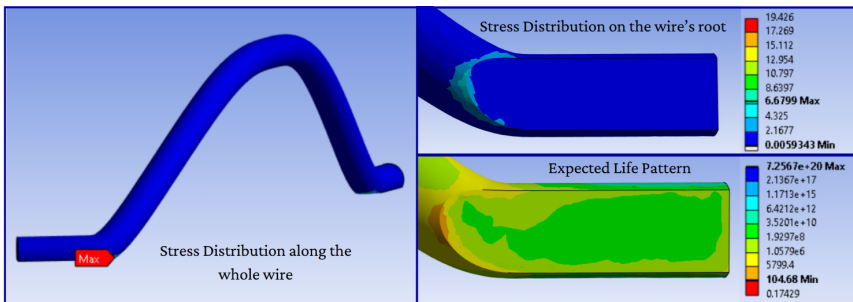 Max
Stress Distribution along the
whole wire
Stress Distribution on the wire's root
19.426
17.269
15.112
12.954
10.797
8.6397
6.6799 Max
4.325
2.1677
0.0059343 Min
Expected Life Pattern
7.2567e+20 Max
2.1367e+17
1.1713e+15
6.4212e+12
3.5201e+10
1.9297e8
1.0579e6
5799.4
104.68 Min
0.17429